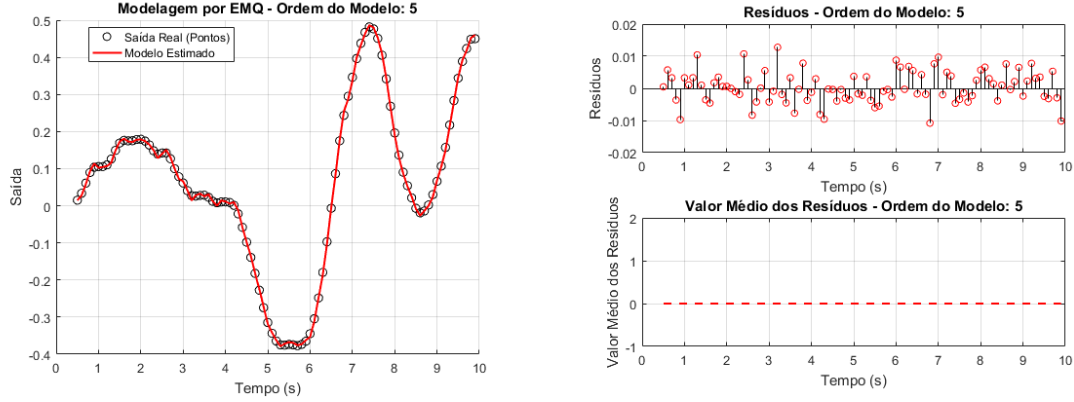 Modelagem por EMQ - Ordem do Modelo: 5
Saída Real (Pontos)
Modelo Estimado
Saída
0.5
0.4
0.3
0.2
0.1
0
-0.1
-0.2
-0.3
-0.4
0 1 2 3 4 5 6 7 8 9 10
Tempo (s)
Resíduos - Ordem do Modelo: 5
Resíduos
0.02
0.01
0
-0.01
-0.02
0 1 2 3 4 5 6 7 8 9 10
Tempo (s)
Valor Médio dos Resíduos - Ordem do Modelo: 5
Valor Médio dos Resíduos
2
1
0
-1
0 1 2 3 4 5 6 7 8 9 10
Tempo (s)